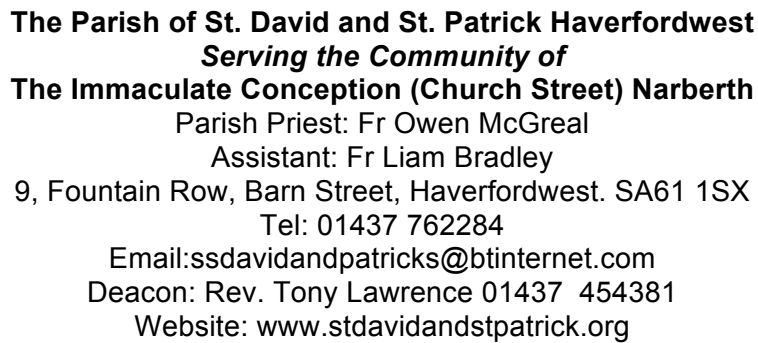 The Parish of St. David and St. Patrick Haverfordwest
Serving the Community of
The Immaculate Conception (Church Street) Narberth
Parish Priest: Fr Owen McGreal
Assistant: Fr Liam Bradley
9, Fountain Row, Barn Street, Haverfordwest. SA61 1SX
Tel: 01437 762284
Email:ssdavidandpatricks@btinternet.com
Deacon: Rev. Tony Lawrence 01437  454381
Website: www.stdavidandstpatrick.org